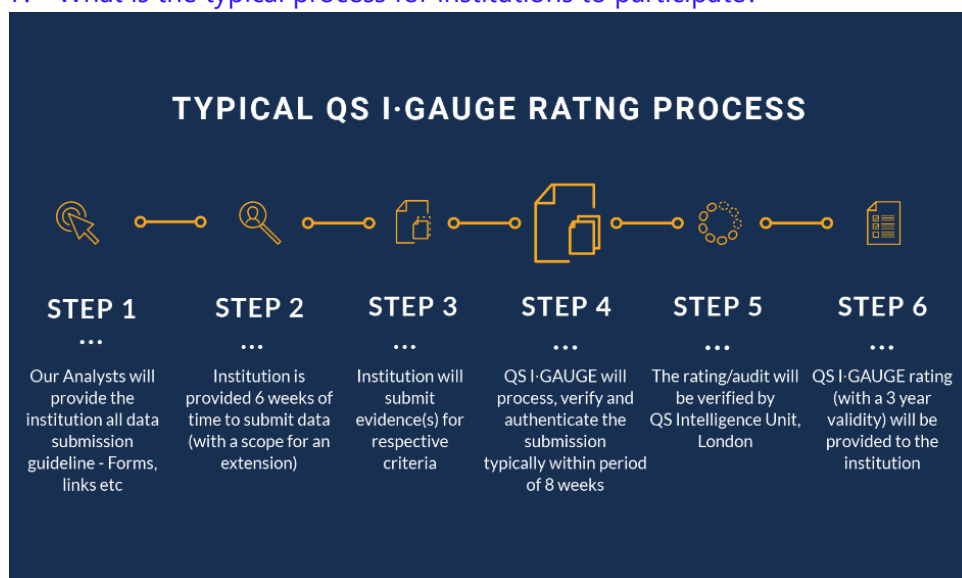 What is the typical process for institutions to participate?
TYPICAL QS I·GAUGE RATNG PROCESS
STEP 1
...
Our Analysts will
provide the
institution all data
submission
guideline - Forms,
links etc
STEP 2
...
Institution is
provided 6 weeks of
time to submit data
(with a scope for an
extension)
STEP 3
...
Institution will
submit
evidence(s) for
respective
criteria
STEP 4
...
QS I·GAUGE will
process, verify and
authenticate the
submission
typically within period
of 8 weeks
STEP 5
...
The rating/audit will
be verified by
QS Intelligence Unit,
London
STEP 6
...
QS I·GAUGE rating
(with a 3 year
validity) will be
provided to the
institution